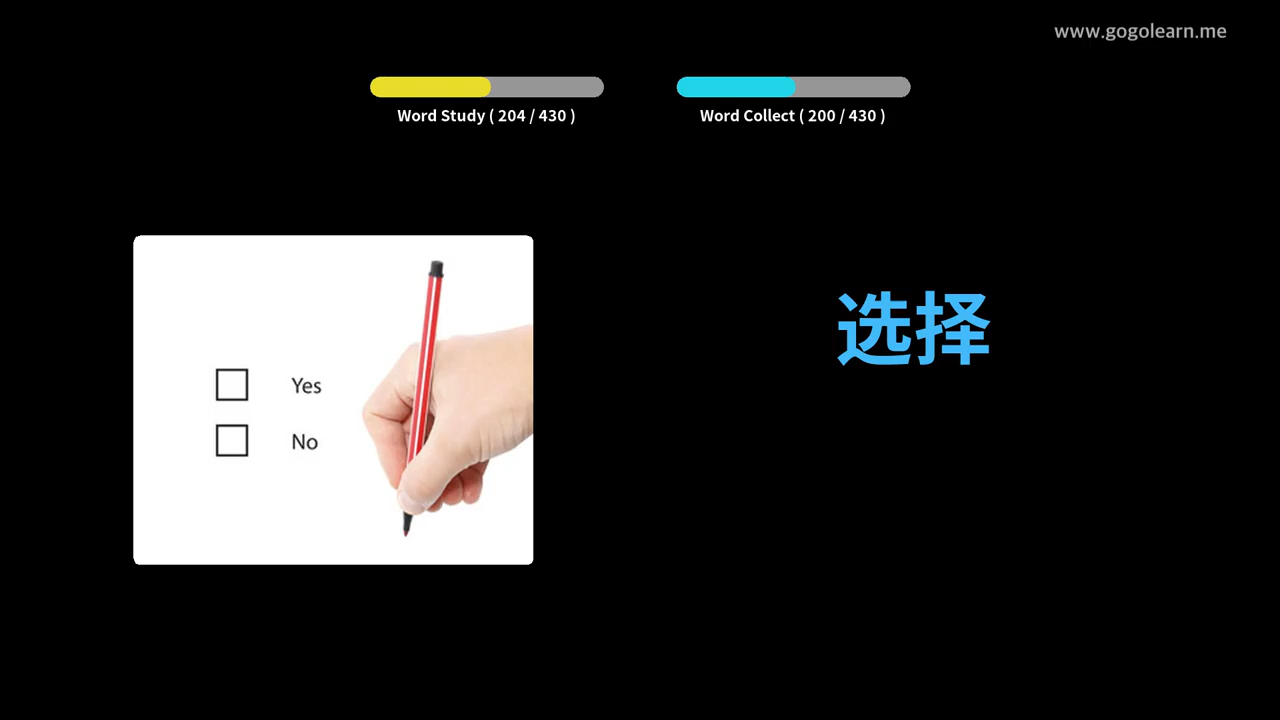 www.gogolearn.me
Word Study ( 204 / 430 )
Word Collect ( 200 / 430 )
选择
Yes
No